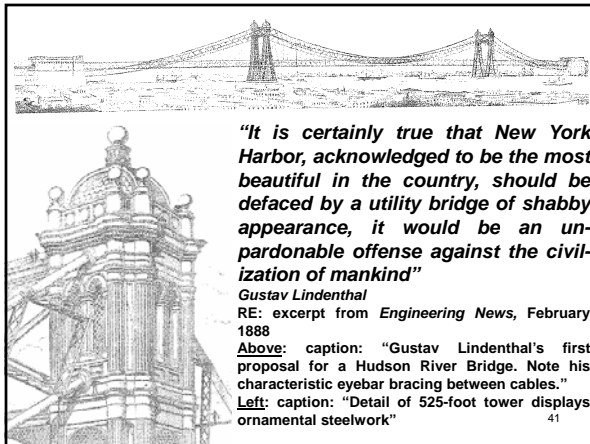 “It is certainly true that New York
Harbor, acknowledged to be the most
beautiful in the country, should be
defaced by a utility bridge of shabby
appearance, it would be an un-
pardonable offense against the civil-
ization of mankind”
Gustav Lindenthal
RE: excerpt from Engineering News, February
1888
Above: caption: “Gustav Lindenthal’s first
proposal for a Hudson River Bridge. Note his
characteristic eyebar bracing between cables.”
Left: caption: “Detail of 525-foot tower displays
ornamental steelwork”
41